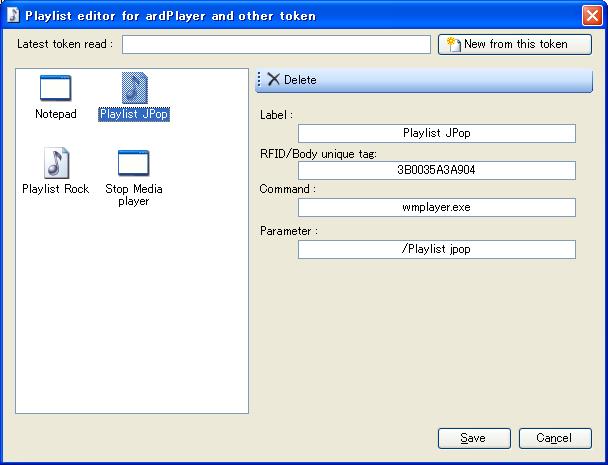 Playlist editor for ardPlayer and other token
Latest token read :
New from this token
Notepad
Playlist JPop
Playlist Rock
Stop Media
player
Delete
Label :
Playlist JPop
RFID/Body unique tag:
3B0035A3A904
Command :
wmplayer.exe
Parameter :
/Playlist jpop
Save
Cancel